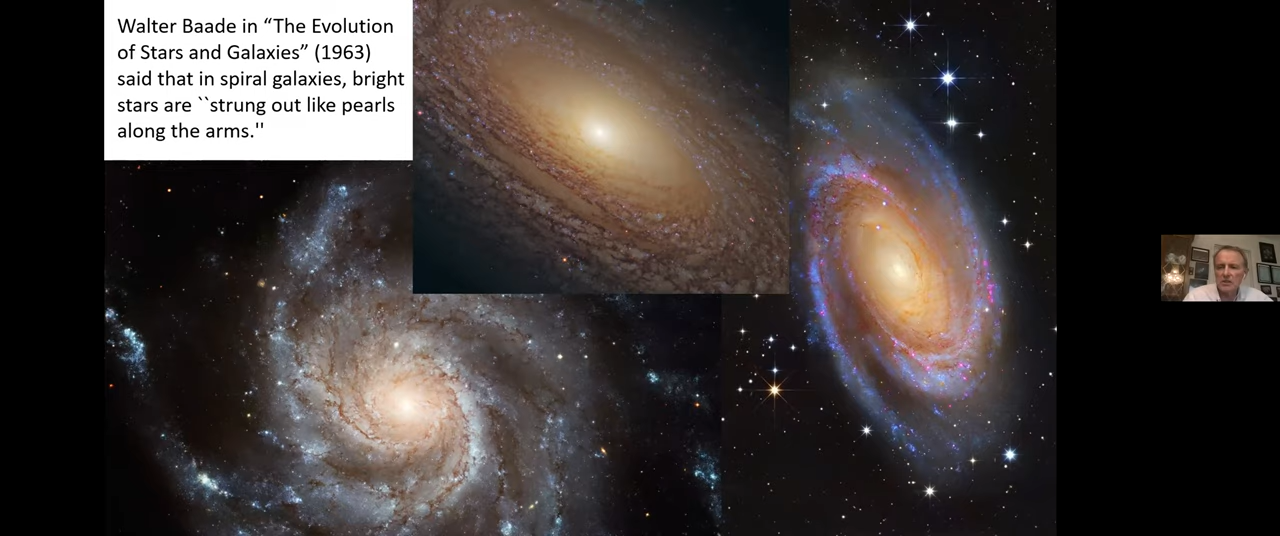 Walter Baade in “The Evolution
of Stars and Galaxies” (1963)
said that in spiral galaxies, bright
stars are ``strung out like pearls
along the arms.''